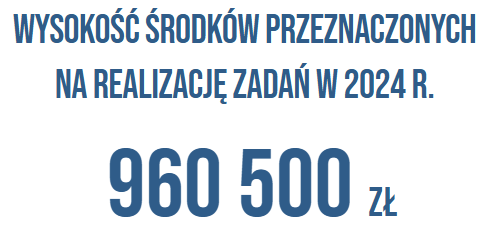 WYSOKOŚĆ ŚRODKÓW PRZEZNACZONYCH
NA REALIZACJĘ ZADAŃ W 2024 R.
960 500 ZŁ